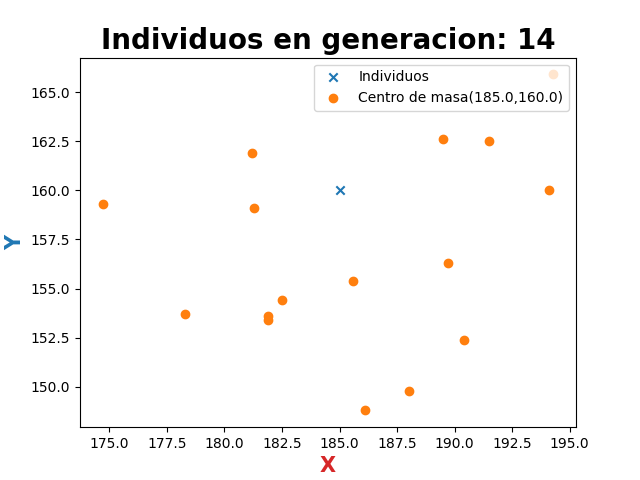 Individuos en generacion: 14
Individuos
Centro de masa(185.0,160.0)
165.0
162.5
160.0
157.5
155.0
152.5
150.0
Y
175.0 177.5 180.0 182.5 185.0 187.5 190.0 192.5 195.0
X